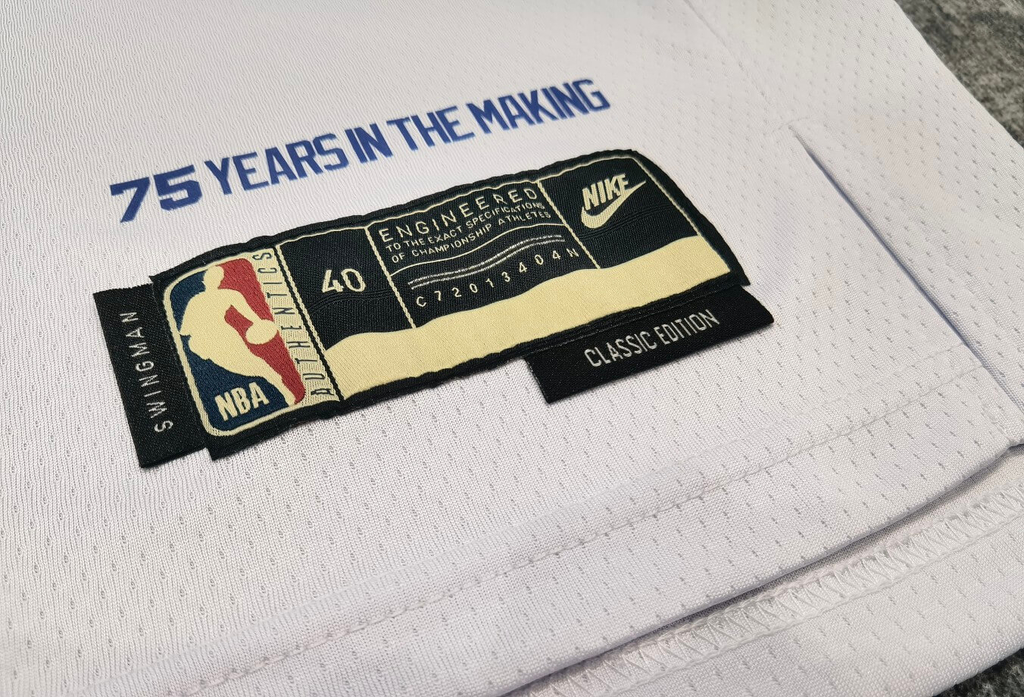 75 YEARS IN THE MAKING
SWINGMAN
NBA
AUTHENTICS
40
ENGINEERED
TO THE EXACT SPECIFICATIONS
OF CHAMPIONSHIP ATHLETES
C72013404N
NIKE
CLASSIC EDITION